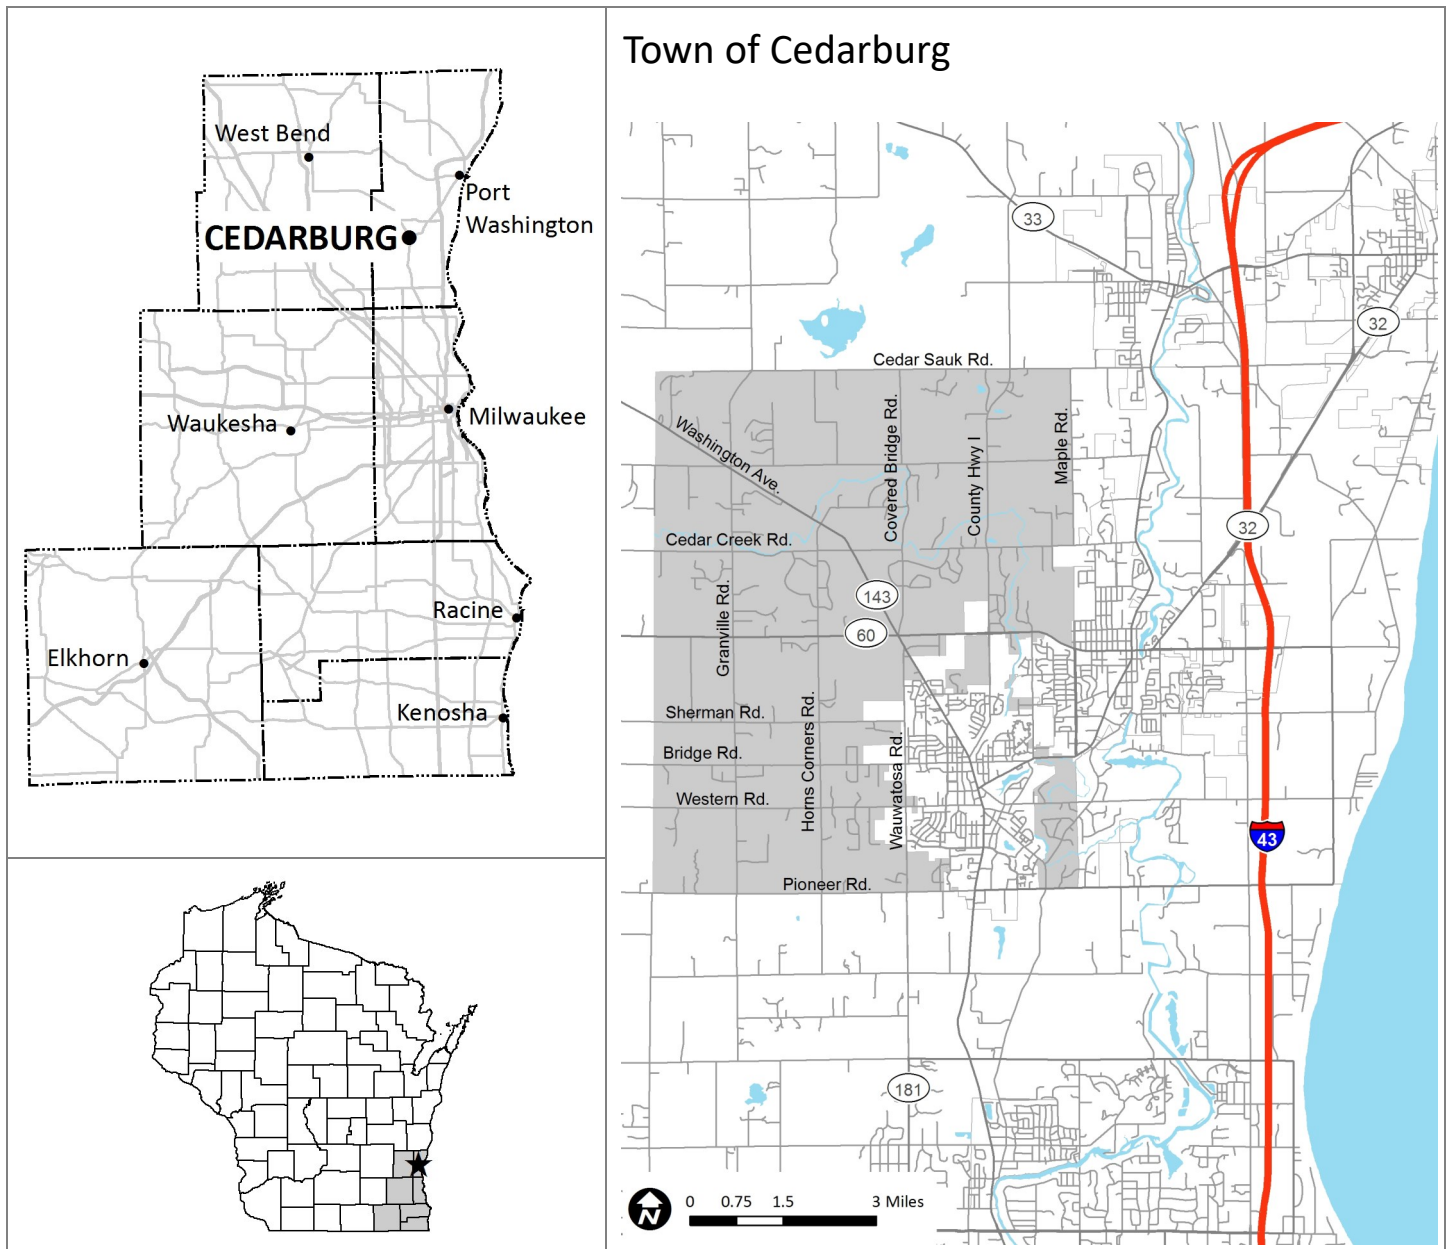 West Bend
Port
Washington
CEDARBURG
Waukesha
Milwaukee
Racine
Elkhorn
Kenosha
Town of Cedarburg
33
32
Cedar Sauk Rd.
Washington Ave.
Covered Bridge Rd.
County Hwy I
Maple Rd.
32
Cedar Creek Rd.
143
60
Granville Rd.
Sherman Rd.
Bridge Rd.
Horns Corners Rd.
Wauwatosa Rd.
Western Rd.
43
Pioneer Rd.
181
N
0 0.75 1.5 3 Miles